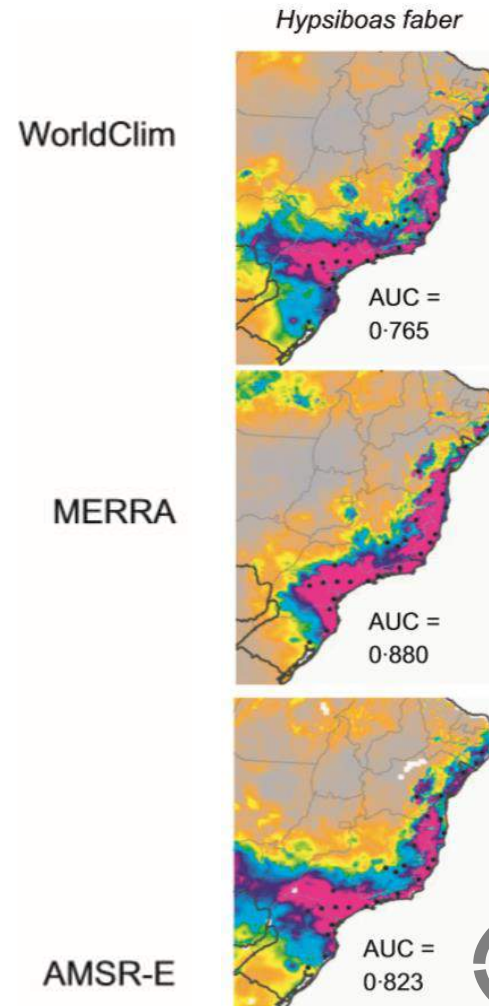 Hypsiboas faber
WorldClim
AUC =
0·765
MERRA
AUC =
0·880
AMSR-E
AUC =
0·823